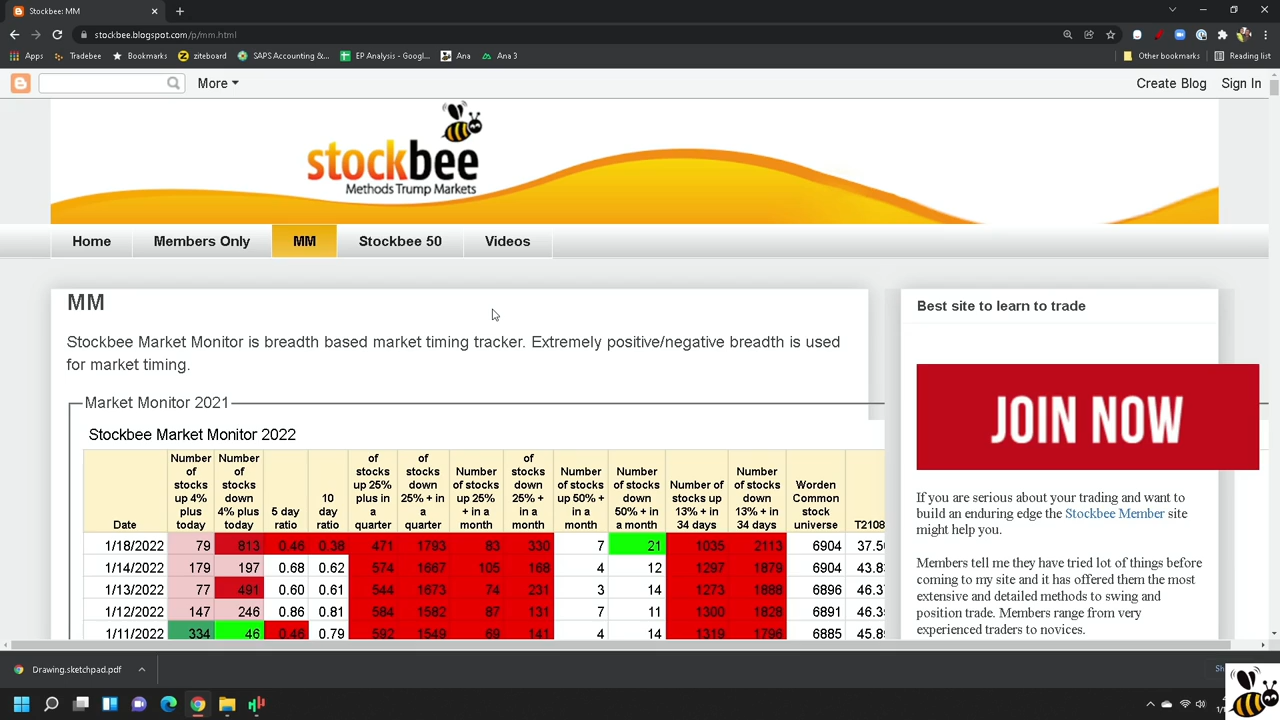 Stockbee: MM
stockbee.blogspot.com/p/mm.html
Apps Tradebee Bookmarks ziteboard SAPS Accounting &... EP Analysis - Googl... Ana Ana 3 Other bookmarks Reading list
More Create Blog Sign In
stockbee
Methods Trump Markets
Home Members Only MM Stockbee 50 Videos
MM
Stockbee Market Monitor is breadth based market timing tracker. Extremely positive/negative breadth is used
for market timing.
Market Monitor 2021
Stockbee Market Monitor 2022
Date
Number of stocks up 4% plus today
Number of stocks down 4% plus today
5 day ratio
10 day ratio
of stocks up 25% plus in a quarter
of stocks down 25% + in a quarter
Number of stocks up 25% + in a month
of stocks down 25% + in a month
Number of stocks up 50% + in a month
Number of stocks down 50% + in a month
Number of stocks up 13% + in 34 days
Number of stocks down 13% + in 34 days
Worden Common stock universe
T2108
1/18/2022 79 813 0.46 0.38 471 1793 83 330 7 21 1035 2113 6904 37.50
1/14/2022 179 197 0.68 0.62 574 1667 105 168 4 12 1297 1879 6904 43.8
1/13/2022 77 491 0.60 0.61 544 1673 74 231 3 14 1273 1888 6896 46.3
1/12/2022 147 246 0.86 0.81 584 1582 87 131 7 11 1300 1828 6891 46.3
1/11/2022 334 46 0.46 0.79 592 1549 69 141 4 14 1319 1796 6885 45.8
Best site to learn to trade
JOIN NOW
If you are serious about your trading and want to
build an enduring edge the Stockbee Member site
might help you.
Members tell me they have tried lot of things before
coming to my site and it has offered them the most
extensive and detailed methods to swing and
position trade. Members range from very
experienced traders to novices.
Drawing.sketchpad.pdf